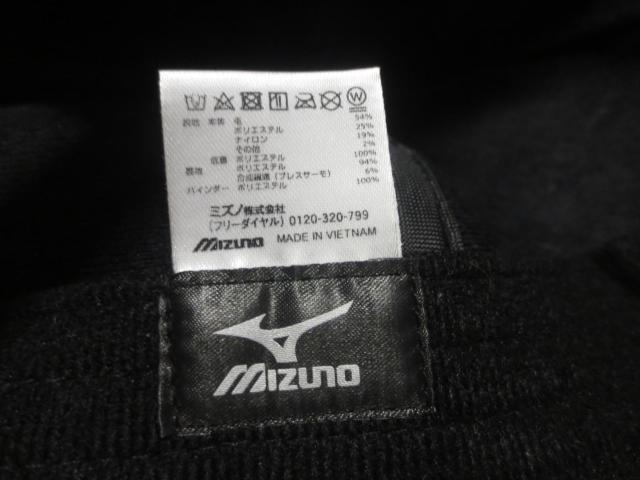 表地 本体 毛 54%
ポリエステル 25%
ナイロン 19%
その他 2%
切替 ポリエステル 100%
裏地 ポリエステル 94%
合成繊維(ブレスサーモ) 6%
バインダー ポリエステル 100%
ミズノ株式会社
(フリーダイヤル) 0120-320-799
MIZUNO MADE IN VIETNAM
MIZUNO